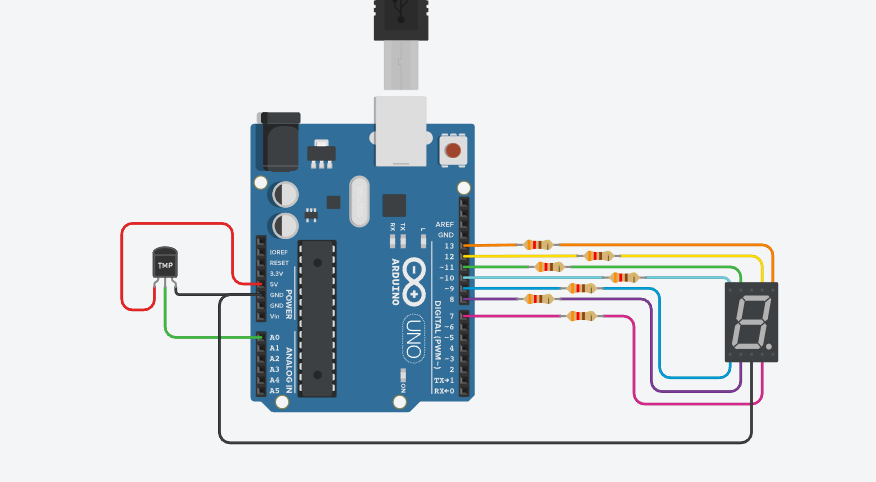 TMP
IOREF
RESET
3.3V
5V
GND
GND
Vin
POWER
A0
A1
A2
A3
A4
A5
ANALOG IN
RX
TX
L
ARDUINO
UNO
ON
AREF
GND
13
12
~11
~10
~9
8
7
~6
~5
4
~3
2
TX→1
RX←0
DIGITAL (PWM~)
8.